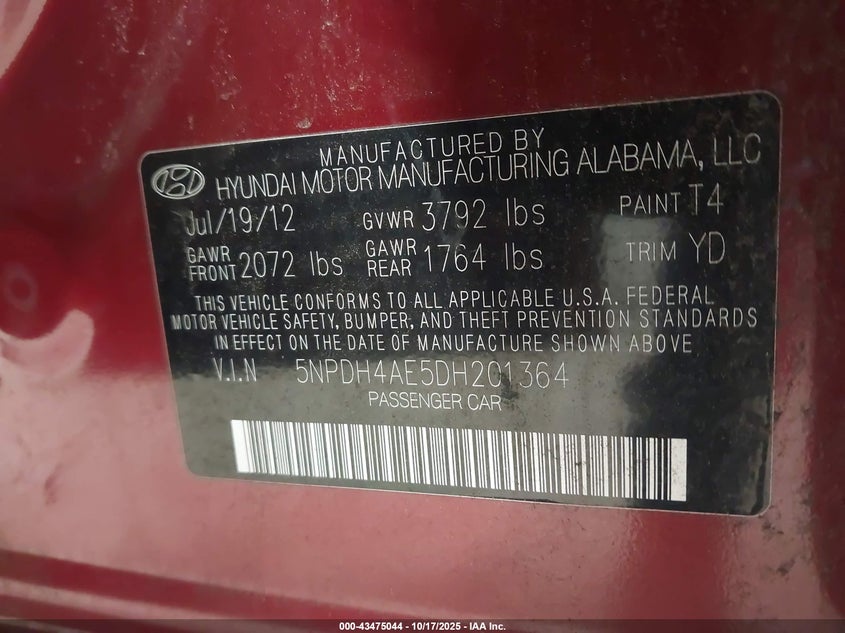 MANUFACTURED BY
HYUNDAI MOTOR MANUFACTURING ALABAMA, LLC
Jul/19/12 GVWR 3792 lbs PAINT T4
GAWR FRONT 2072 lbs GAWR REAR 1764 lbs TRIM YD
THIS VEHICLE CONFORMS TO ALL APPLICABLE U.S.A. FEDERAL
MOTOR VEHICLE SAFETY, BUMPER, AND THEFT PREVENTION STANDARDS
IN EFFECT ON THE DATE OF MANUFACTURE SHOWN ABOVE
V.I.N 5NPDH4AE5DH201364
PASSENGER CAR
000-43475044 - 10/17/2025 - IAA Inc.